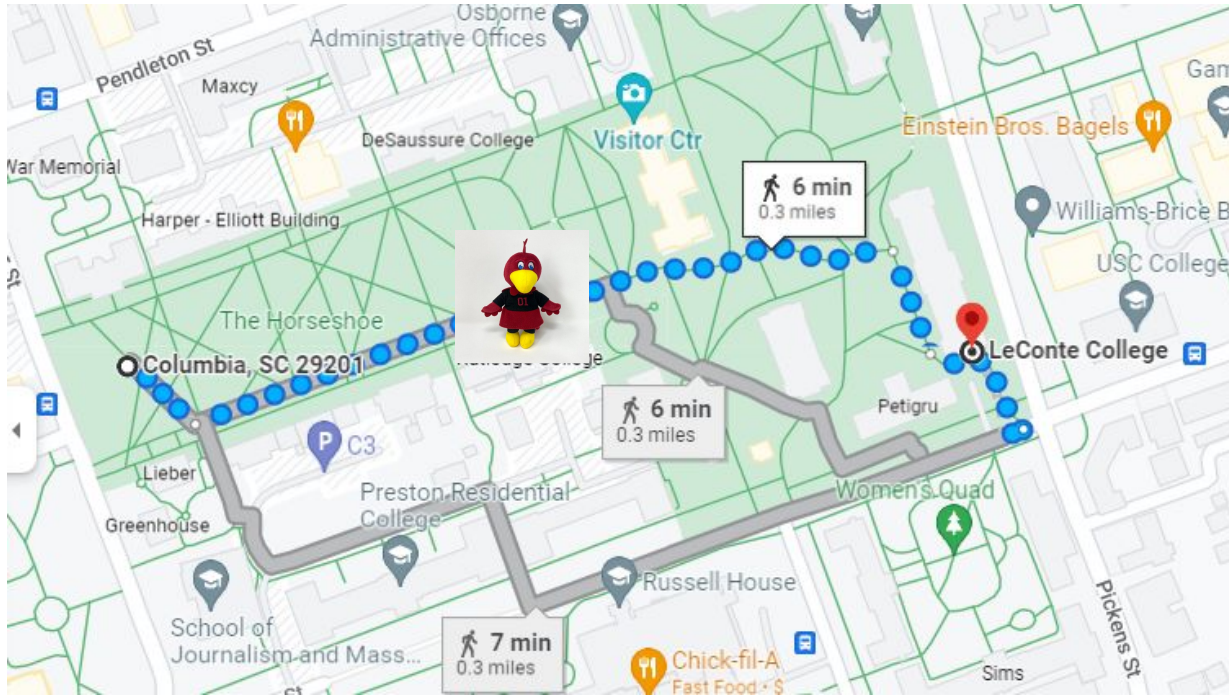 Osborne
Administrative Offices
Pendleton St
Maxcy
Gam
Einstein Bros. Bagels
DeSaussure College
Visitor Ctr
War Memorial
6 min
0.3 miles
Williams-Brice B
Harper - Elliott Building
USC College
01
The Horseshoe
St
Columbia, SC 29201
LeConte College
College
6 min
0.3 miles
Petigru
P C3
Lieber
Preston Residential
College
Women's Quad
Greenhouse
Russell House
Pickens St
School of
Journalism and Mass...
7 min
0.3 miles
Chick-fil-A
Fast Food · $
Sims
St